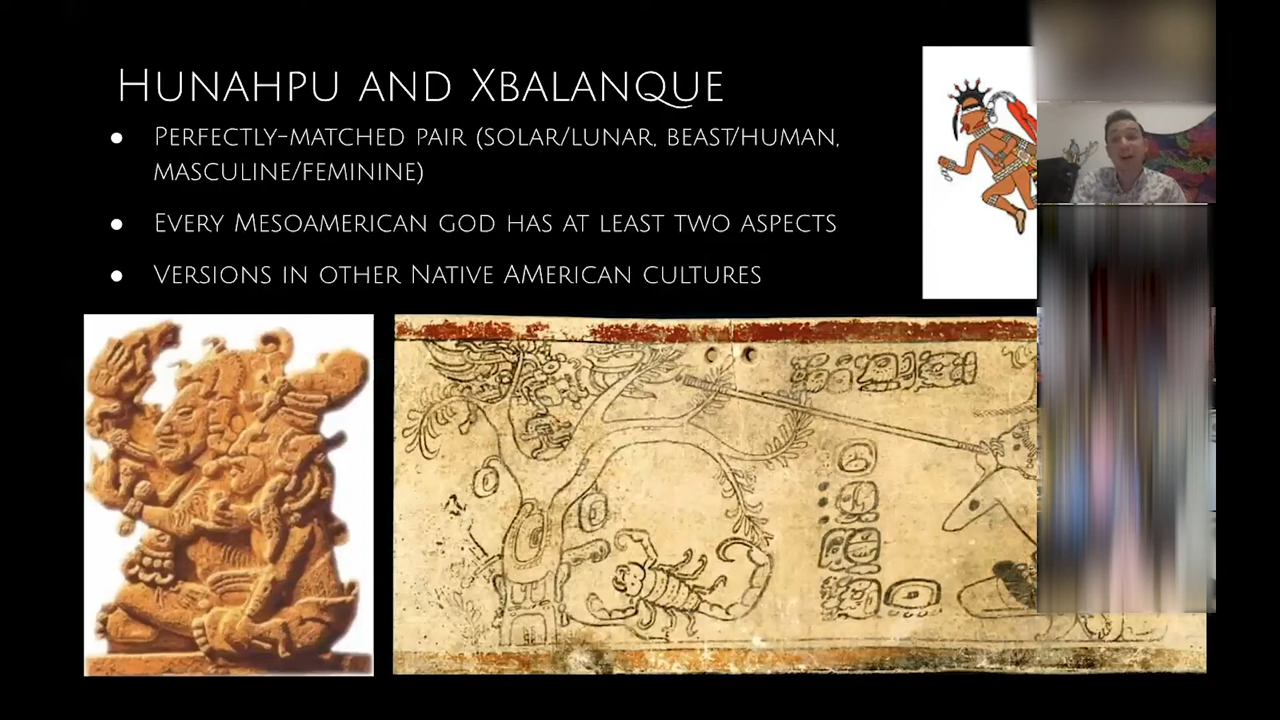 Hunahpu and Xbalanque
● Perfectly-matched pair (solar/lunar, beast/human,
masculine/feminine)
● Every Mesoamerican god has at least two aspects
● Versions in other Native AMerican cultures